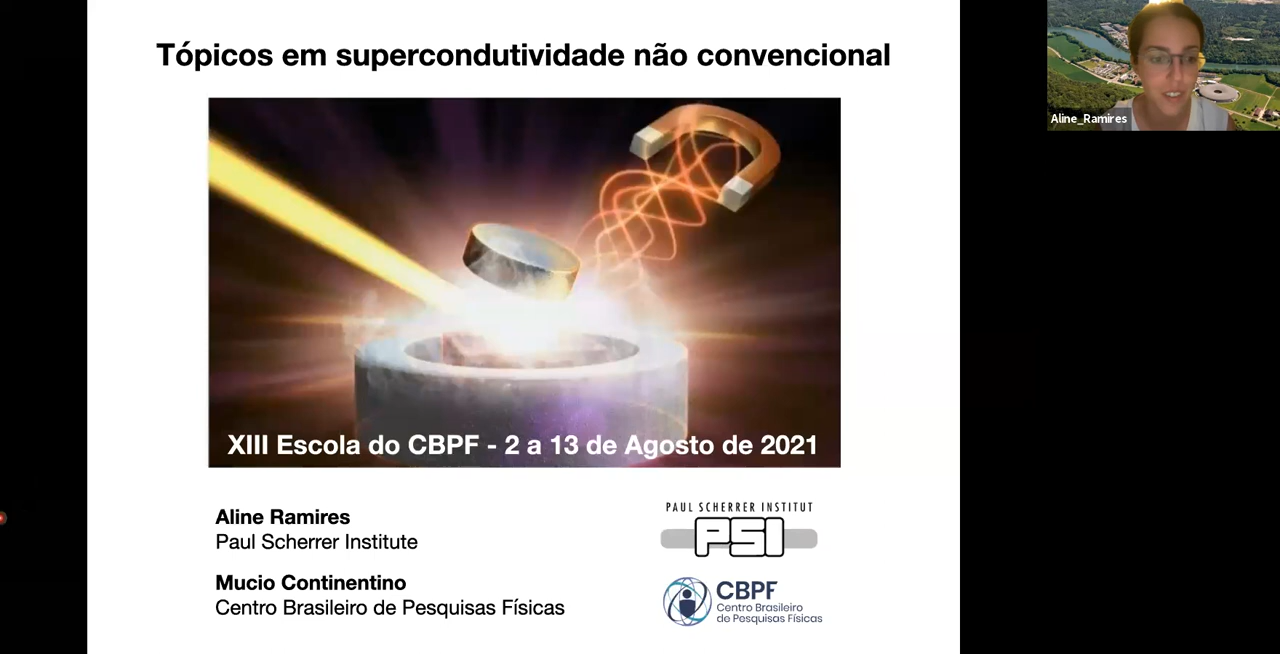 Tópicos em supercondutividade não convencional
Aline_Ramires
XIII Escola do CBPF - 2 a 13 de Agosto de 2021
Aline Ramires
Paul Scherrer Institute
Mucio Continentino
Centro Brasileiro de Pesquisas Físicas
PAUL SCHERRER INSTITUT
PSI
CBPF
Centro Brasileiro
de Pesquisas Físicas